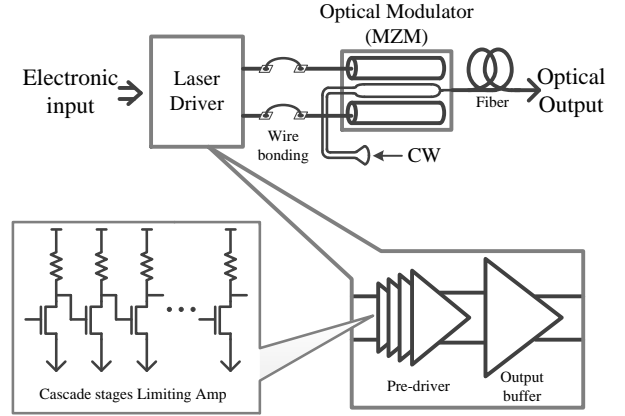 Optical Modulator
(MZM)
Electronic
input
Laser
Driver
Wire
bonding
CW
Fiber
Optical
Output
Cascade stages Limiting Amp
Pre-driver
Output
buffer